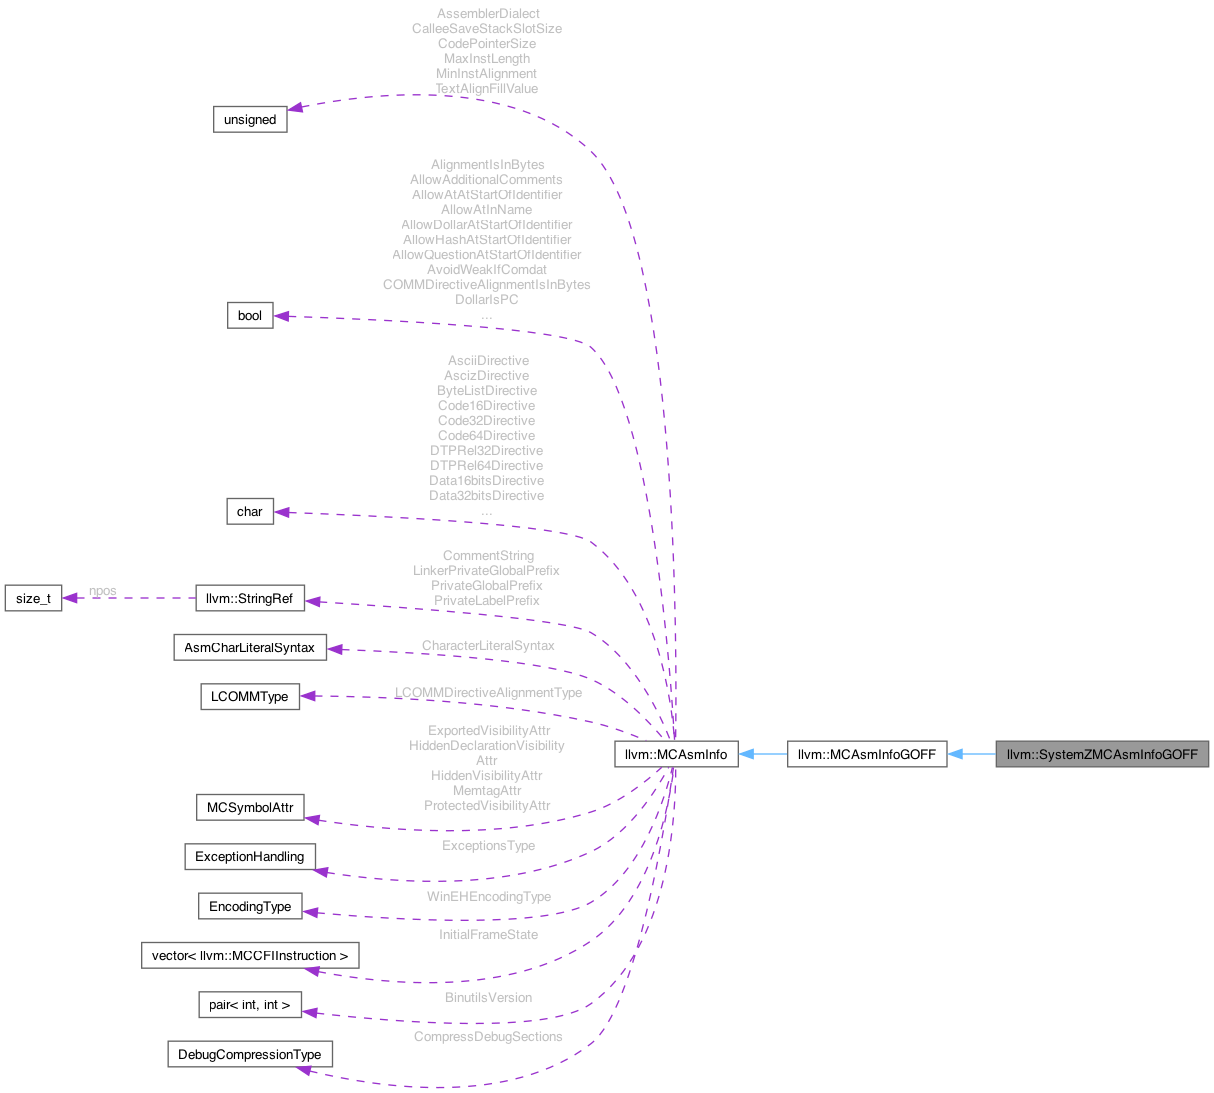 AssemblerDialect
CalleeSaveStackSlotSize
CodePointerSize
MaxInstLength
MinInstAlignment
TextAlignFillValue
unsigned
AlignmentIsInBytes
AllowAdditionalComments
AllowAtAtStartOfIdentifier
AllowAtInName
AllowDollarAtStartOfIdentifier
AllowHashAtStartOfIdentifier
AllowQuestionAtStartOfIdentifier
AvoidWeakIfComdat
COMMDirectiveAlignmentIsInBytes
DollarIsPC
...
bool
AsciiDirective
AscizDirective
ByteListDirective
Code16Directive
Code32Directive
Code64Directive
DTPRel32Directive
DTPRel64Directive
Data16bitsDirective
Data32bitsDirective
...
char
CommentString
LinkerPrivateGlobalPrefix
PrivateGlobalPrefix
PrivateLabelPrefix
size_t
npos
llvm::StringRef
AsmCharLiteralSyntax
CharacterLiteralSyntax
LCOMMType
LCOMMDirectiveAlignmentType
llvm::MCAsmInfo
llvm::MCAsmInfoGOFF
llvm::SystemZMCAsmInfoGOFF
ExportedVisibilityAttr
HiddenDeclarationVisibility
Attr
HiddenVisibilityAttr
MemtagAttr
ProtectedVisibilityAttr
MCSymbolAttr
ExceptionsType
ExceptionHandling
WinEHEncodingType
EncodingType
InitialFrameState
vector< llvm::MCCFIInstruction >
BinutilsVersion
pair< int, int >
CompressDebugSections
DebugCompressionType